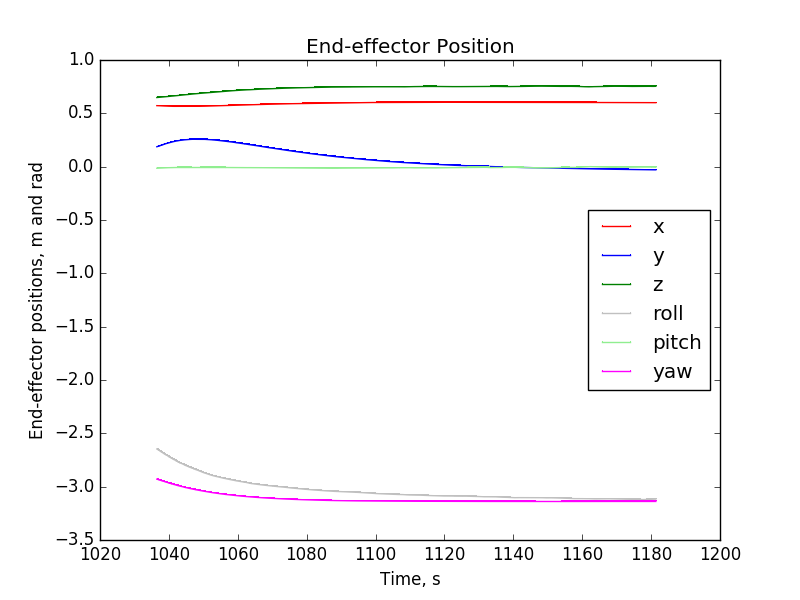 End-effector Position
End-effector positions, m and rad
1.0
0.5
0.0
−0.5
−1.0
−1.5
−2.0
−2.5
−3.0
−3.5
x
y
z
roll
pitch
yaw
1020 1040 1060 1080 1100 1120 1140 1160 1180 1200
Time, s